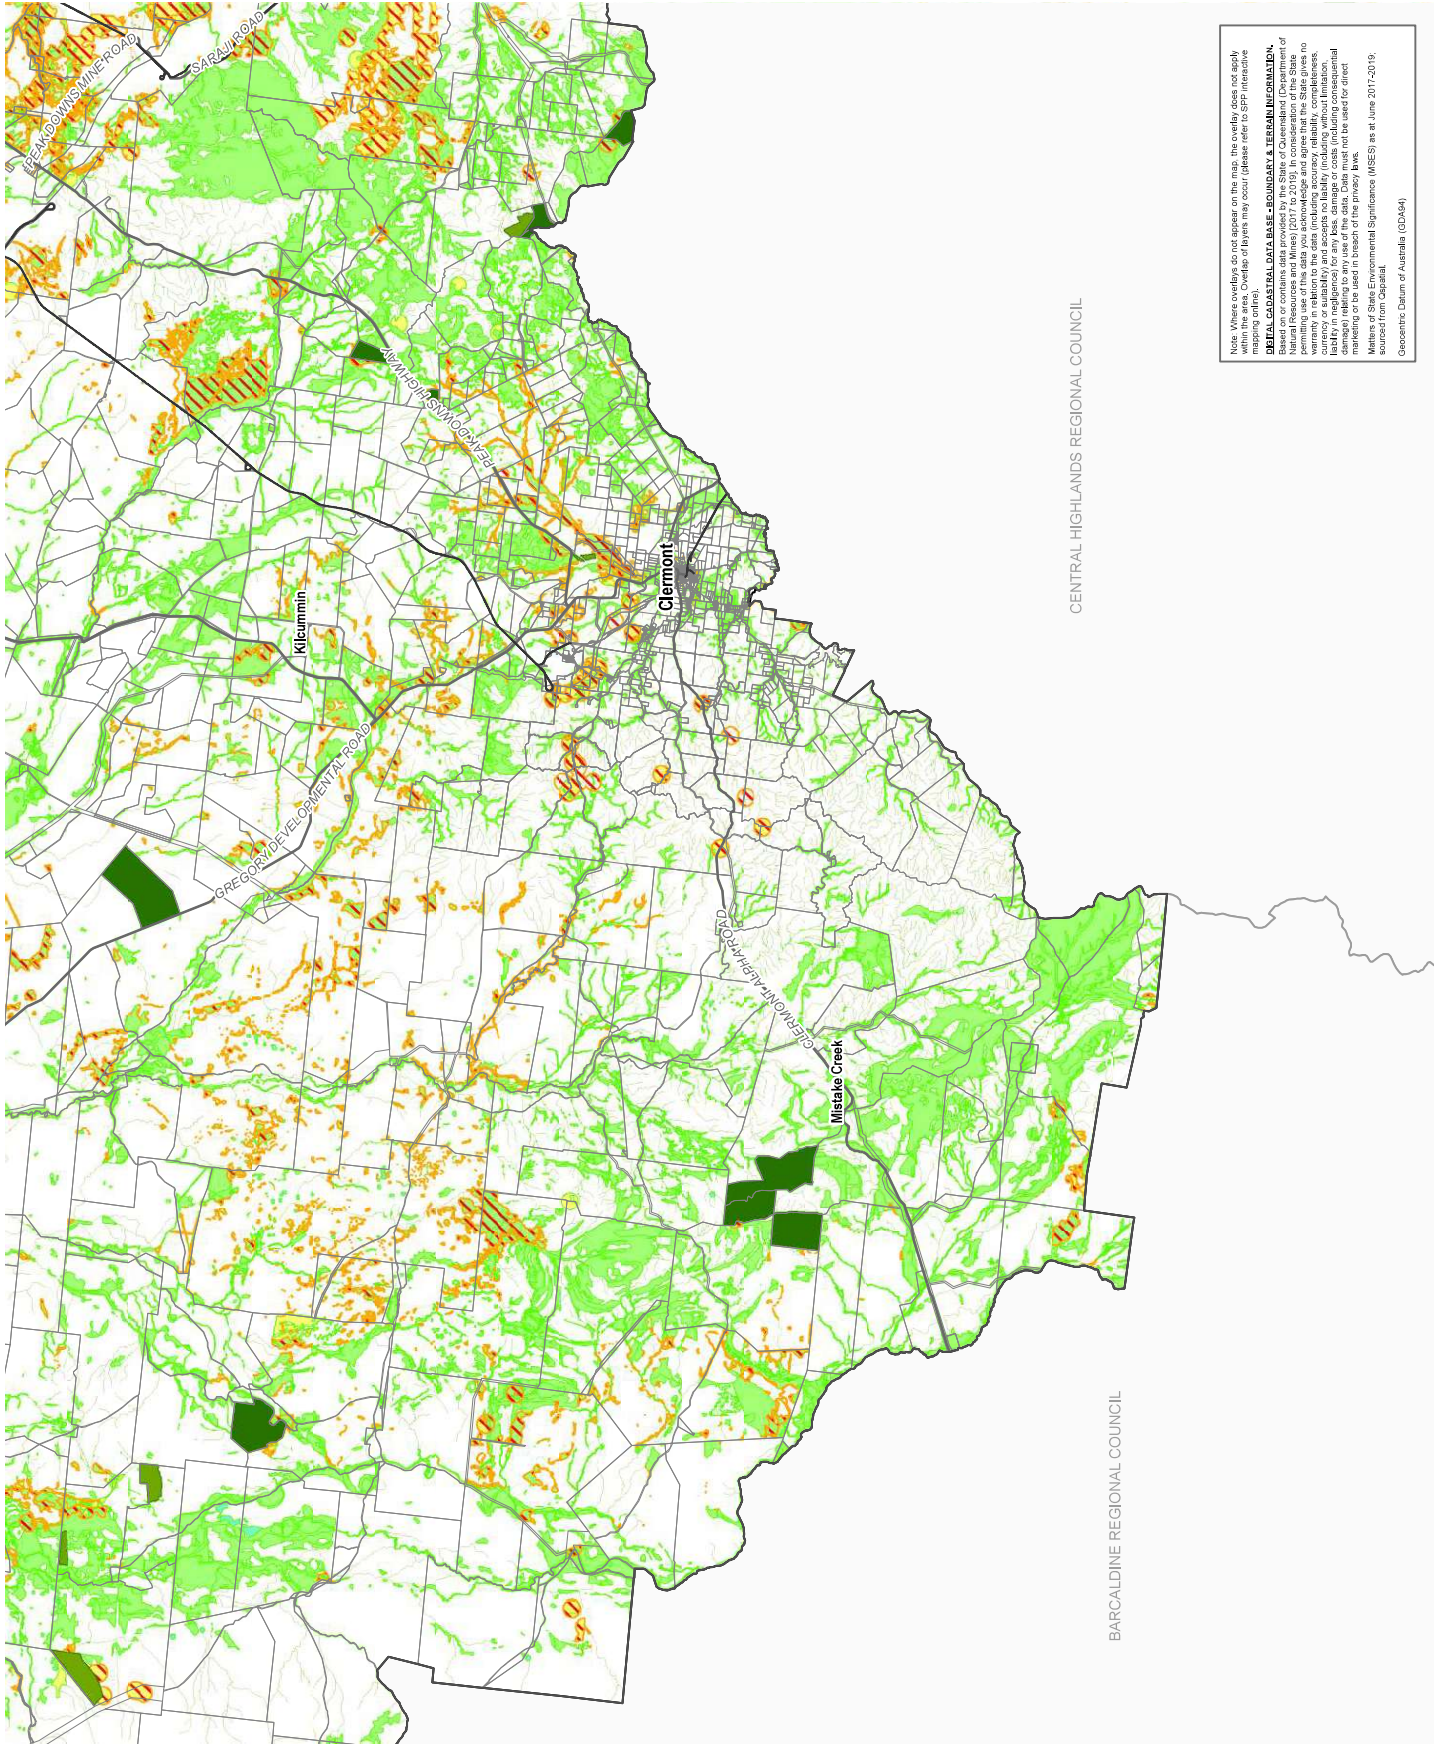 PEAK DOWNS MINE ROAD
SARAJI ROAD
PEAK DOWNS HIGHWAY
Kilcummin
Clermont
GREGORY DEVELOPMENTAL ROAD
CLERMONT ALPHA ROAD
Mistake Creek
CENTRAL HIGHLANDS REGIONAL COUNCIL
BARCALDINE REGIONAL COUNCIL
Note: Where overlays do not appear on the map, the overlay does not apply
within the area. Overlap of layers may occur (please refer to SPP interactive
mapping online).
DIGITAL CADASTRAL DATA BASE - BOUNDARY & TERRAIN INFORMATION.
Based on or contains data provided by the State of Queensland (Department of
Natural Resources and Mines) [2017 to 2019]. In consideration of the State
permitting use of this data you acknowledge and agree that the State gives no
warranty in relation to the data (including accuracy, reliability, completeness,
currency or suitability) and accepts no liability (including without limitation,
liability in negligence) for any loss, damage or costs (including consequential
damage) relating to any use of the data. Data must not be used for direct
marketing or be used in breach of the privacy laws.
Matters of State Environmental Significance (MSES) as at June 2017-2019;
sourced from Qspatial.
Geocentric Datum of Australia (GDA94)